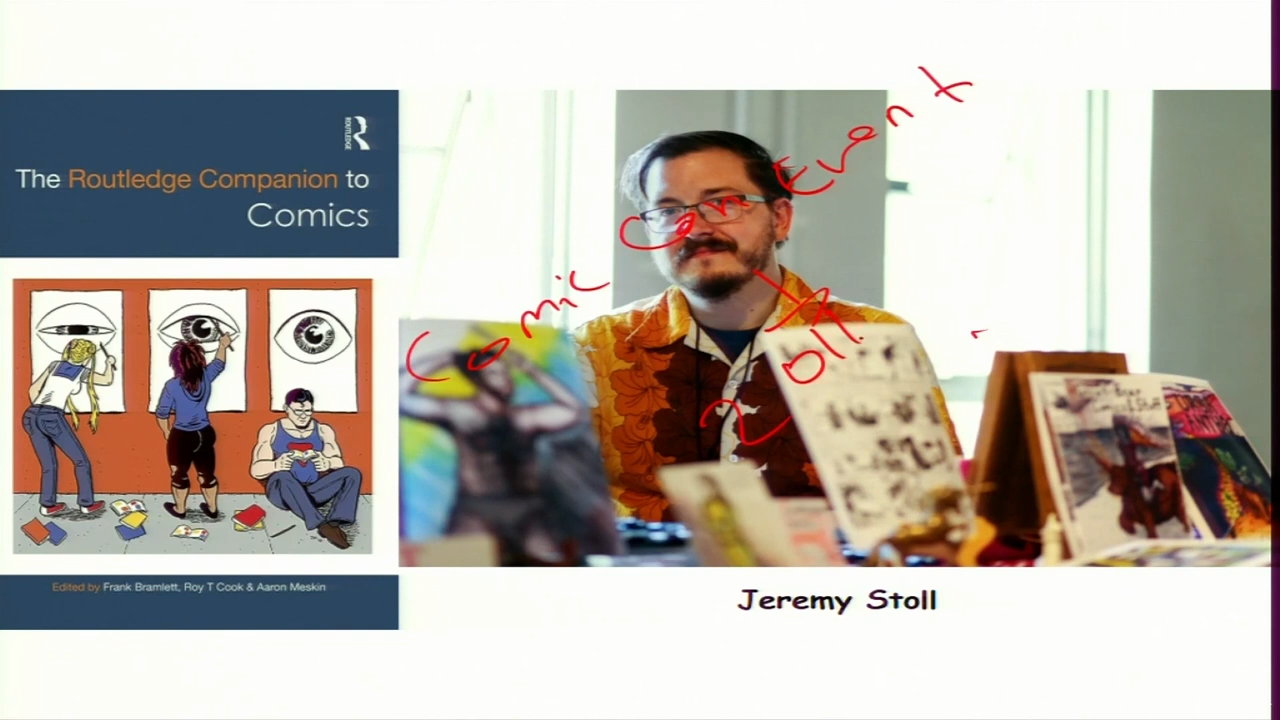 ROUTLEDGE
The Routledge Companion to
Comics
Edited by Frank Bramlett, Roy T Cook & Aaron Meskin
Comic Con Event
2011
Jeremy Stoll